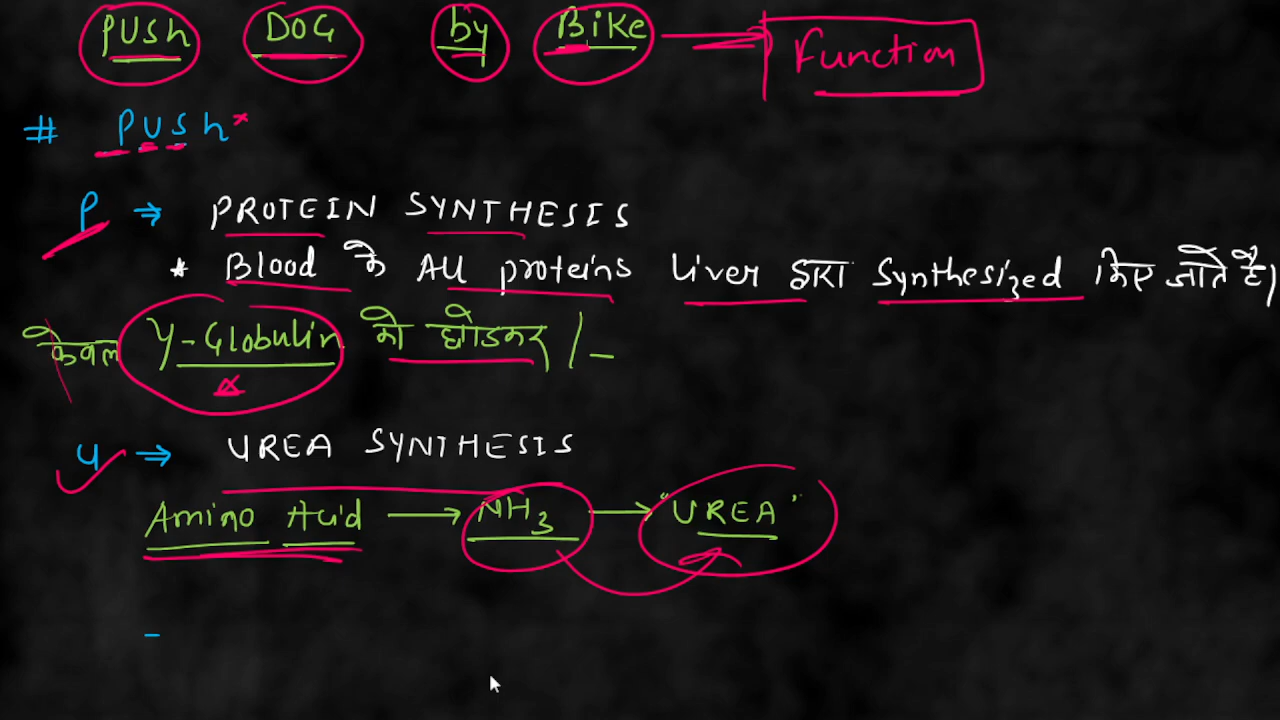 PUSh DOG by Bike Function
# PUSh*
P ⇒ PROTEIN SYNTHESIS
* Blood के All proteins Liver द्वारा Synthesized किए जाते है|
केवल γ-Globulin को छोडकर / -
U ⇒ UREA SYNTHESIS
Amino Acid → NH3 → "UREA"
-